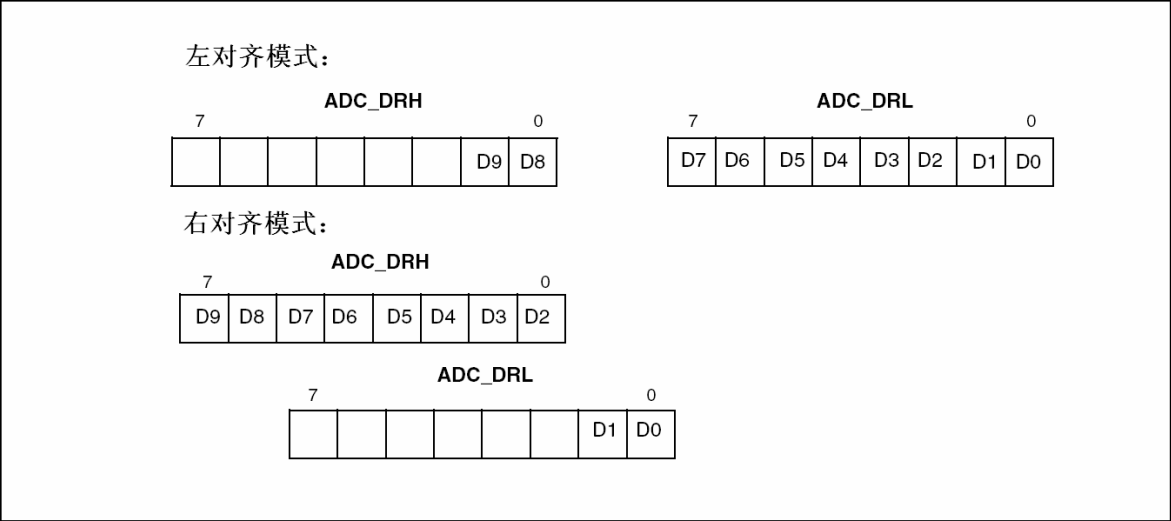 左对齐模式：
ADC_DRH ADC_DRL
7 0 7 0
D9 D8 D7 D6 D5 D4 D3 D2 D1 D0
右对齐模式：
ADC_DRH
7 0
D9 D8 D7 D6 D5 D4 D3 D2
ADC_DRL
7 0
D1 D0